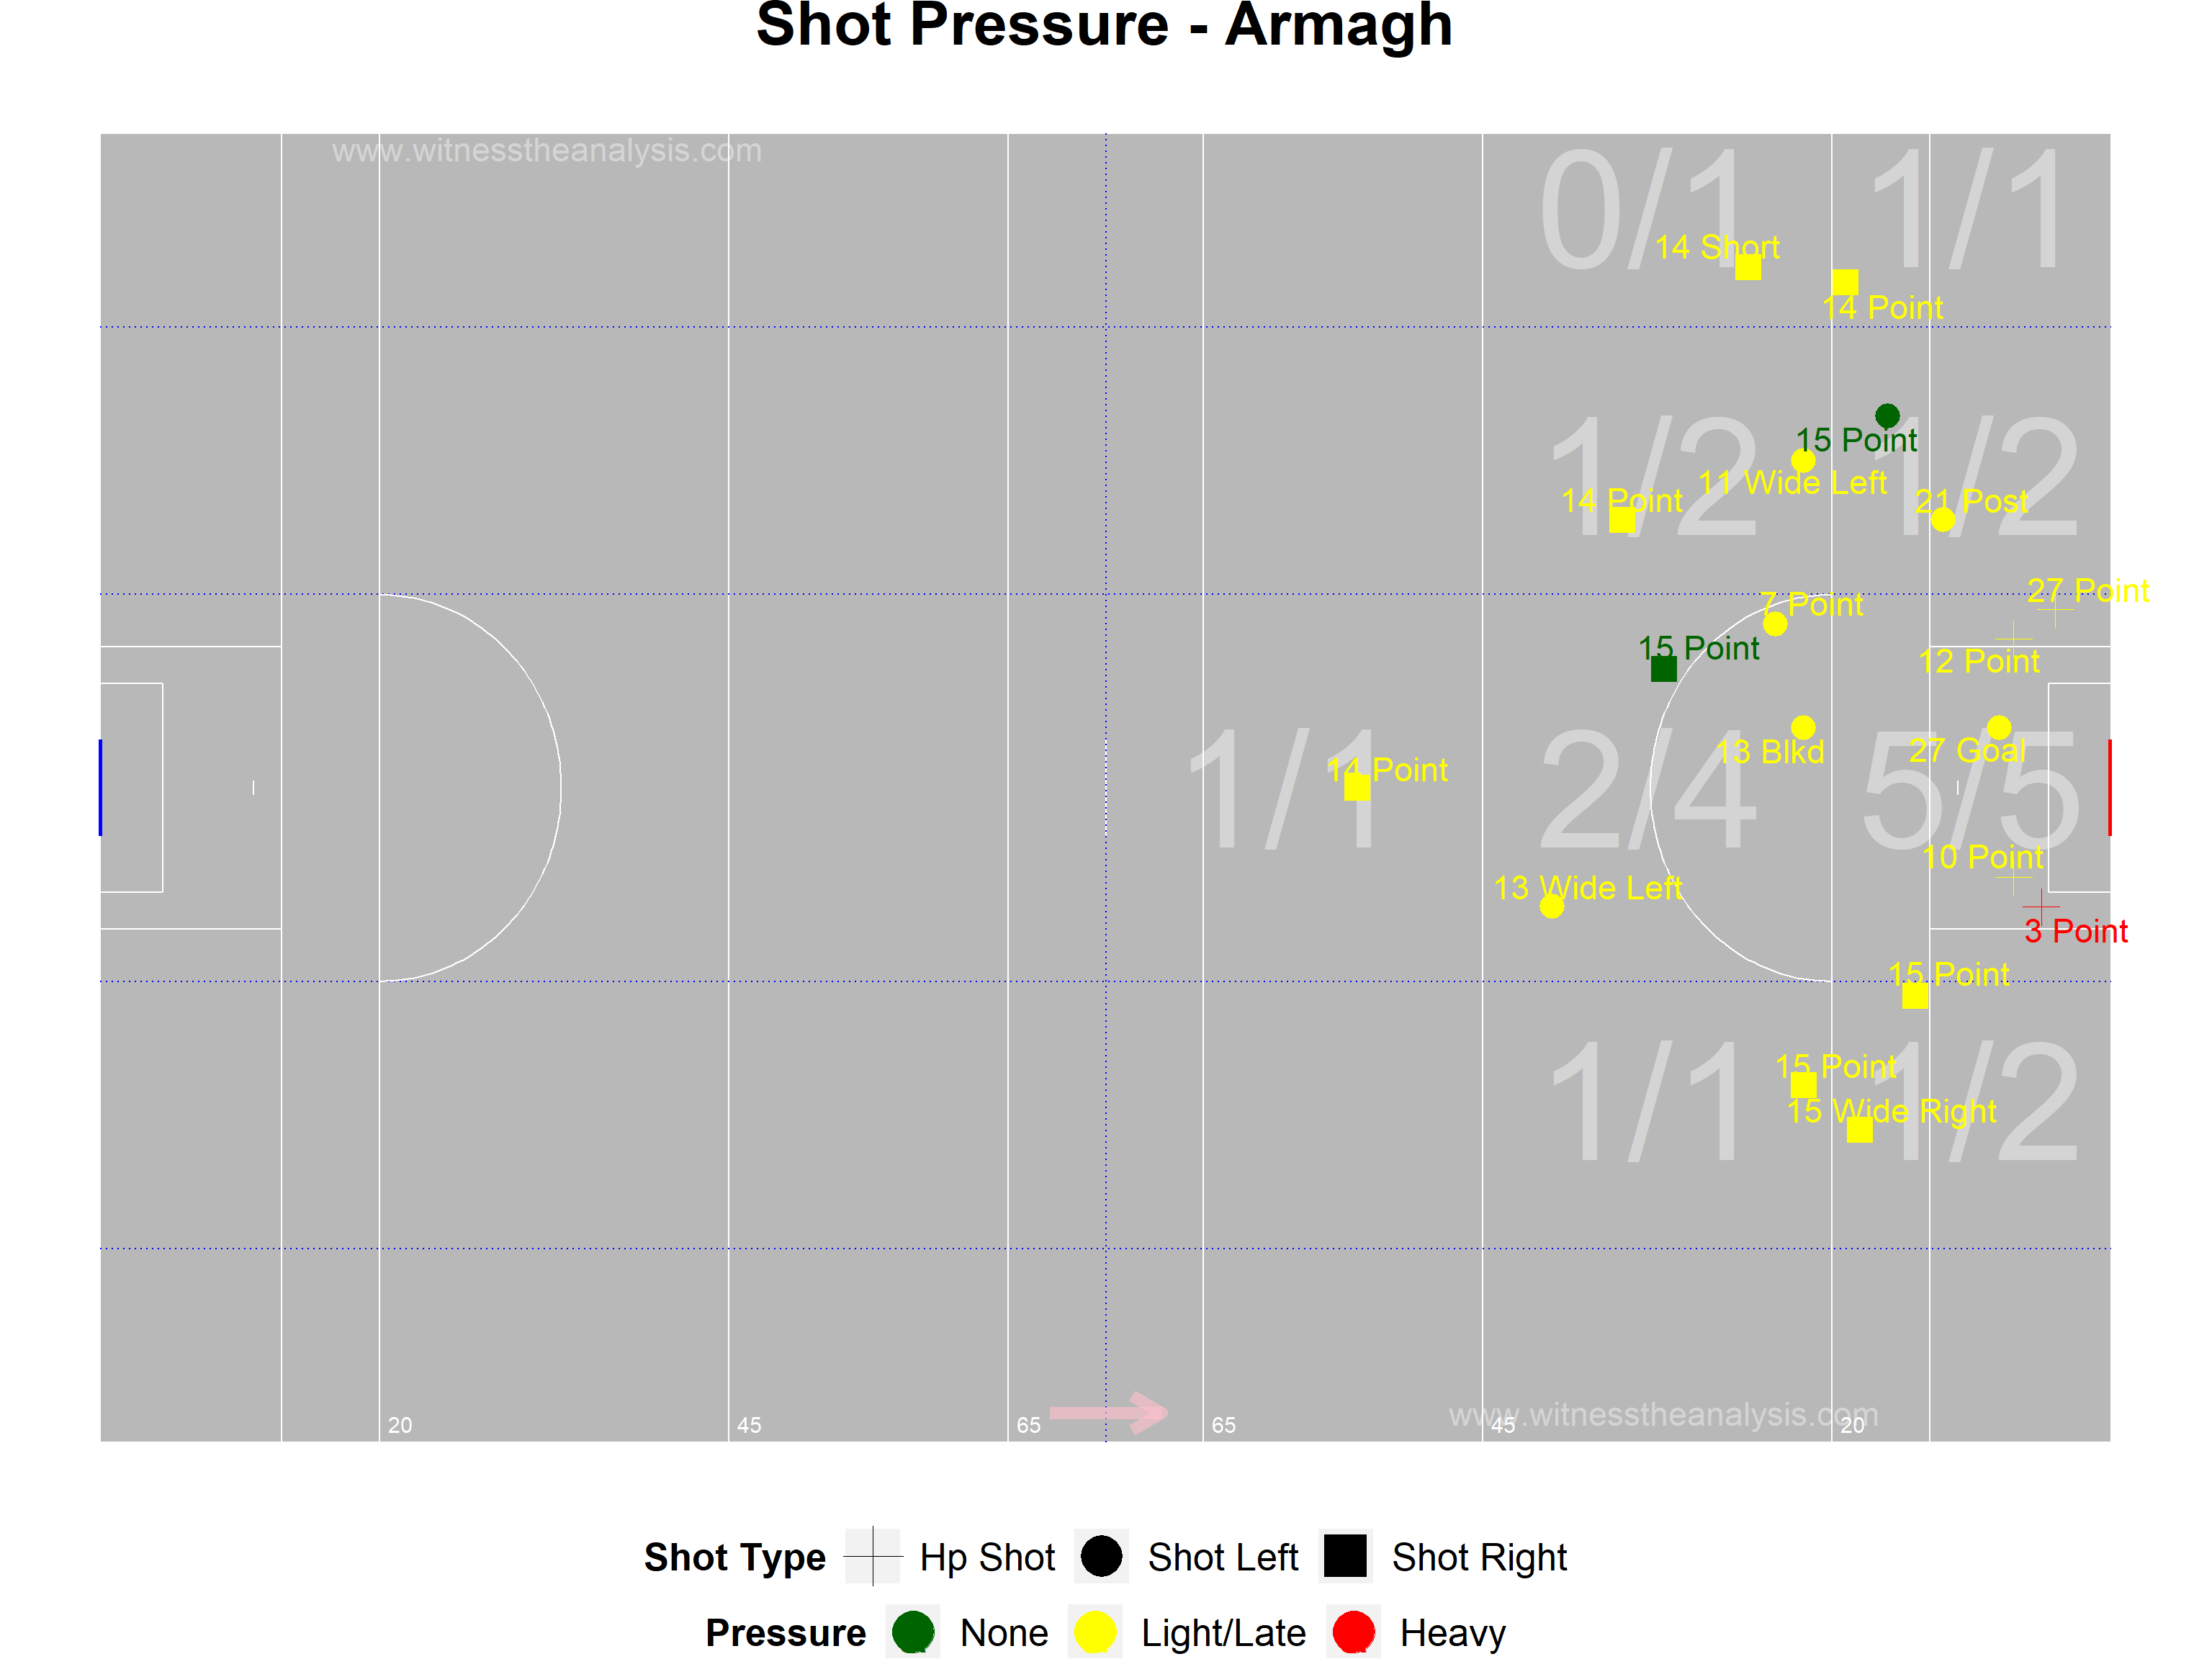 Shot Pressure - Armagh
www.witnesstheanalysis.com
0/1
1/1
14 Short
14 Point
15 Point
1/2
1/2
11 Wide Left
14 Point
21 Post
27 Point
7 Point
15 Point
12 Point
1/1
2/4
5/5
13 Blkd
27 Goal
14 Point
10 Point
13 Wide Left
3 Point
15 Point
1/1
1/2
15 Point
15 Wide Right
www.witnesstheanalysis.com
20
45
65
65
45
20
Shot Type Hp Shot Shot Left Shot Right
Pressure None Light/Late Heavy